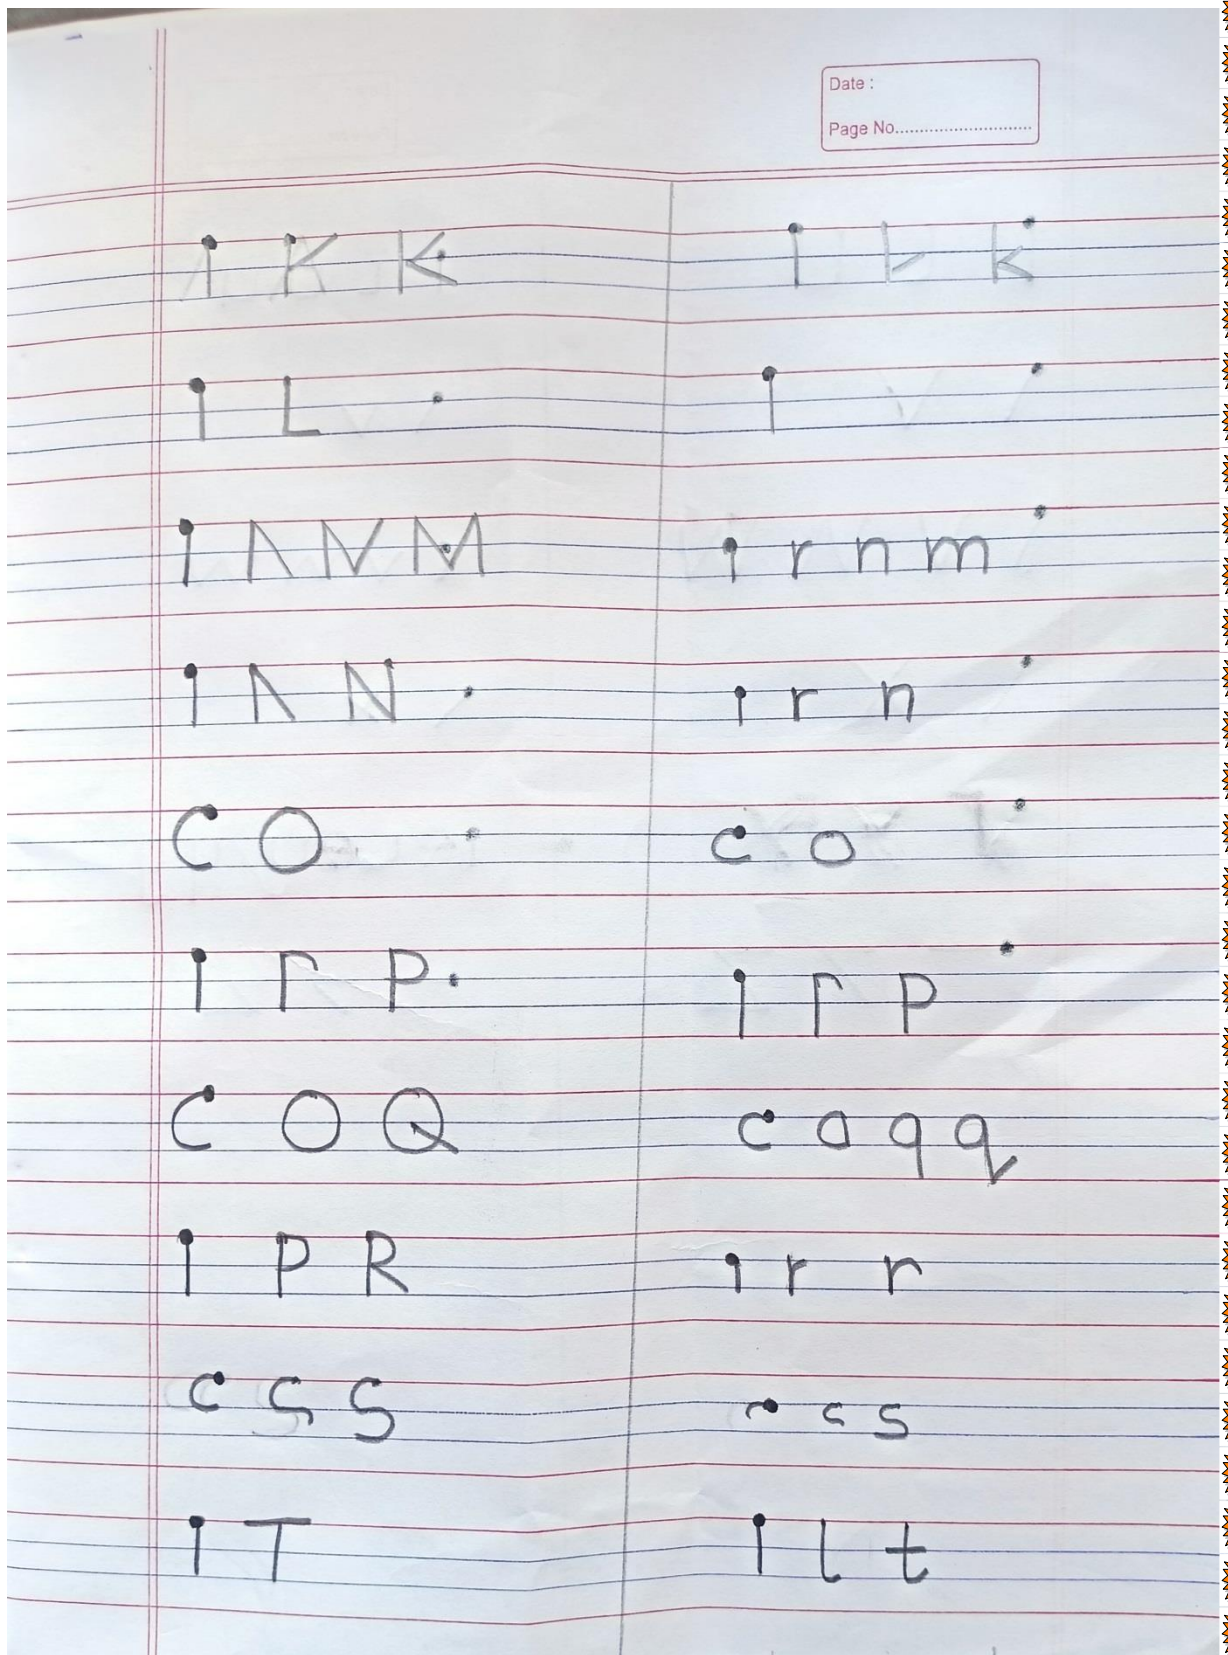 Date :
Page No.............................
I K K l k k
I L l
I Λ N M ı r n m
I Λ N ı r n
C O c o
I Γ P ı r p
C O Q c o q q
I P R ı r r
c S S c s
I T l l t